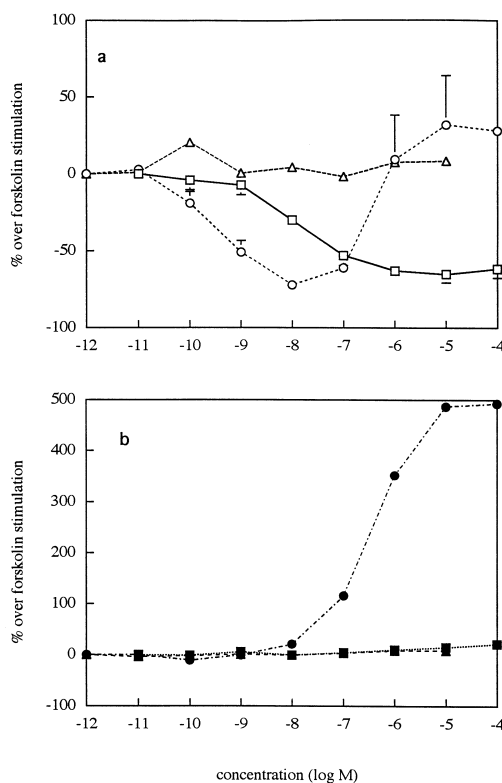 100
a
50
0
-50
-100
% over forskolin stimulation
-12 -11 -10 -9 -8 -7 -6 -5 -4
500
b
400
300
200
100
0
-100
% over forskolin stimulation
-12 -11 -10 -9 -8 -7 -6 -5 -4
concentration (log M)